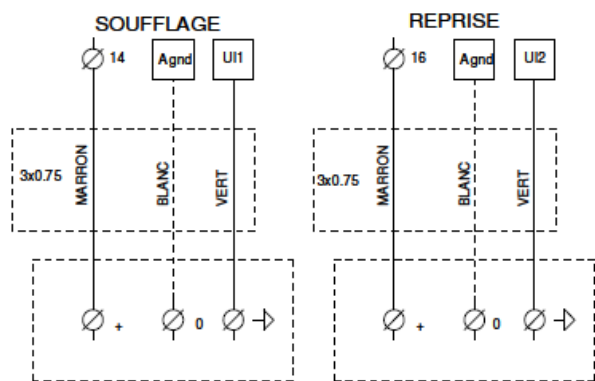 SOUFFLAGE
REPRISE
14
Agnd
UI1
16
Agnd
UI2
3x0.75
MARRON
BLANC
VERT
3x0.75
MARRON
BLANC
VERT
+
0
+
0